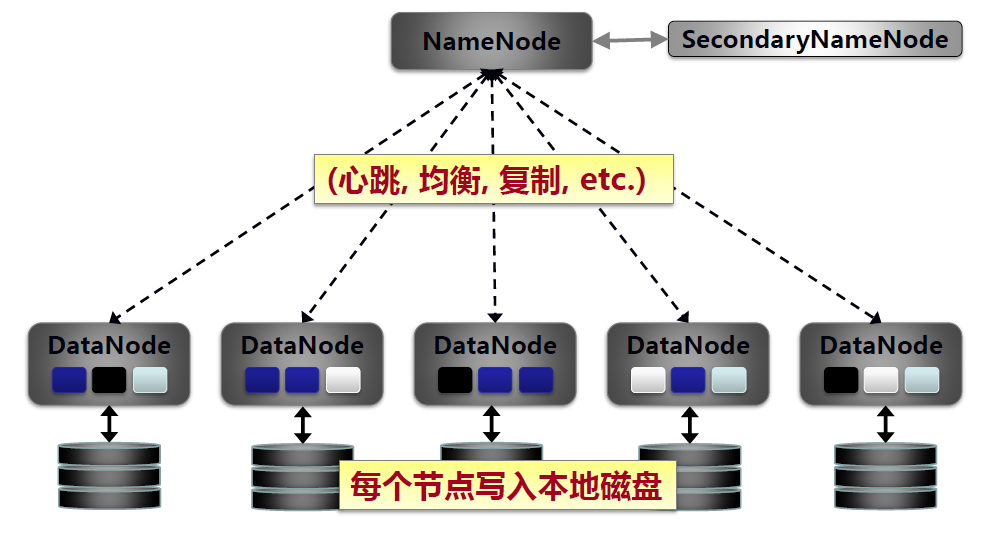 NameNode
SecondaryNameNode
(心跳, 均衡, 复制, etc.)
DataNode
DataNode
DataNode
DataNode
DataNode
每个节点写入本地磁盘